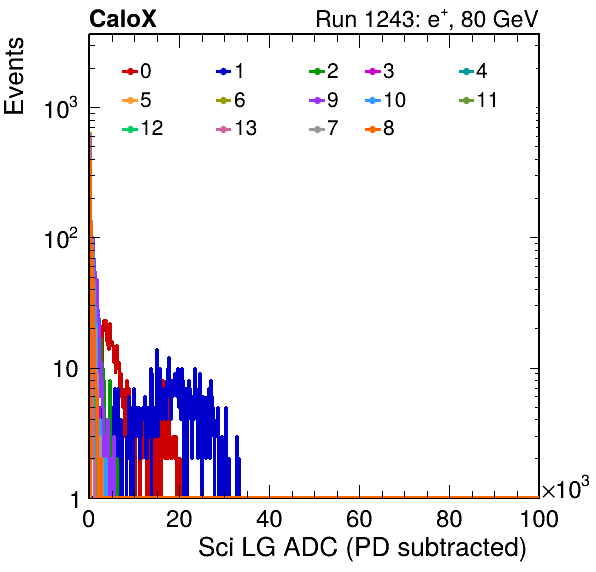 CaloX Run 1243: e⁺, 80 GeV
Events
0 1 2 3 4
5 6 9 10 11
12 13 7 8
10³
10²
10
1
0 20 40 60 80 100
×10³
Sci LG ADC (PD subtracted)